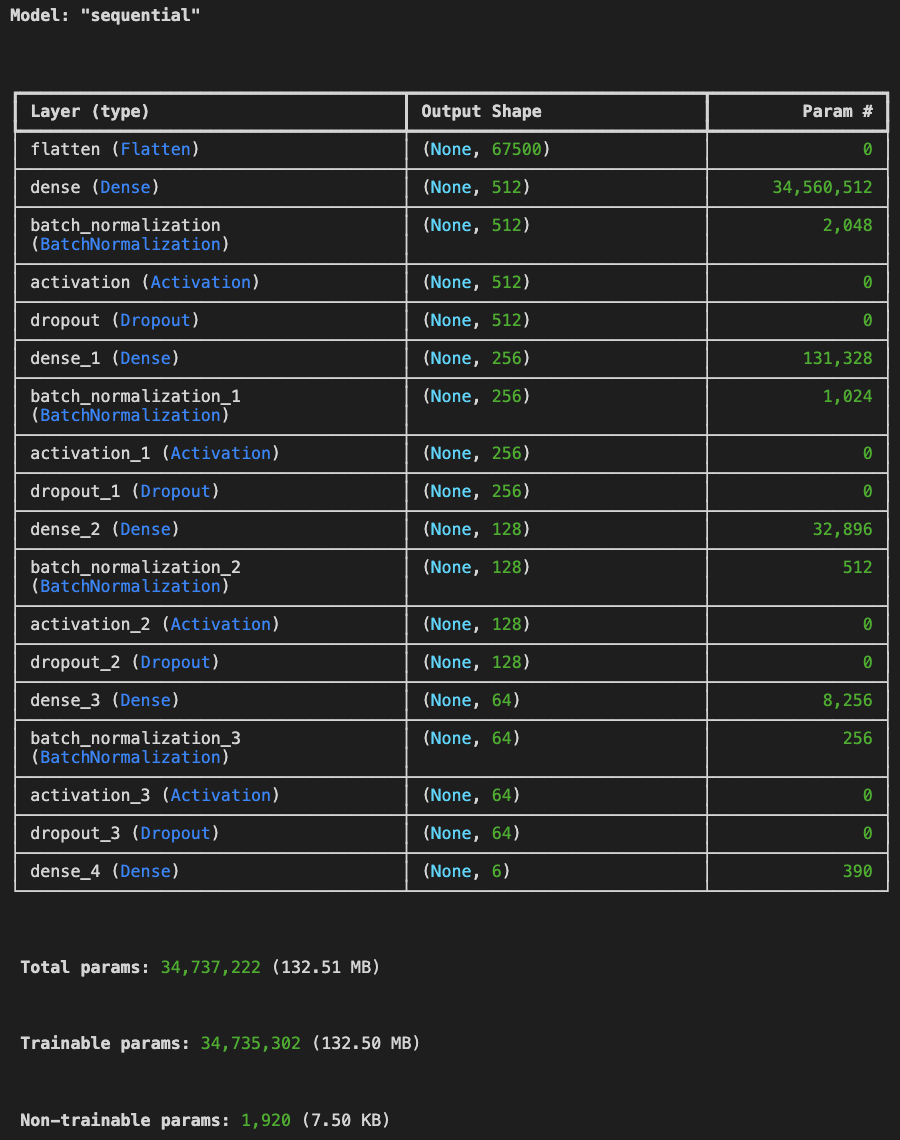 Model: "sequential"
Layer (type) Output Shape Param #
flatten (Flatten) (None, 67500) 0
dense (Dense) (None, 512) 34,560,512
batch_normalization (None, 512) 2,048
(BatchNormalization)
activation (Activation) (None, 512) 0
dropout (Dropout) (None, 512) 0
dense_1 (Dense) (None, 256) 131,328
batch_normalization_1 (None, 256) 1,024
(BatchNormalization)
activation_1 (Activation) (None, 256) 0
dropout_1 (Dropout) (None, 256) 0
dense_2 (Dense) (None, 128) 32,896
batch_normalization_2 (None, 128) 512
(BatchNormalization)
activation_2 (Activation) (None, 128) 0
dropout_2 (Dropout) (None, 128) 0
dense_3 (Dense) (None, 64) 8,256
batch_normalization_3 (None, 64) 256
(BatchNormalization)
activation_3 (Activation) (None, 64) 0
dropout_3 (Dropout) (None, 64) 0
dense_4 (Dense) (None, 6) 390
Total params: 34,737,222 (132.51 MB)
Trainable params: 34,735,302 (132.50 MB)
Non-trainable params: 1,920 (7.50 KB)